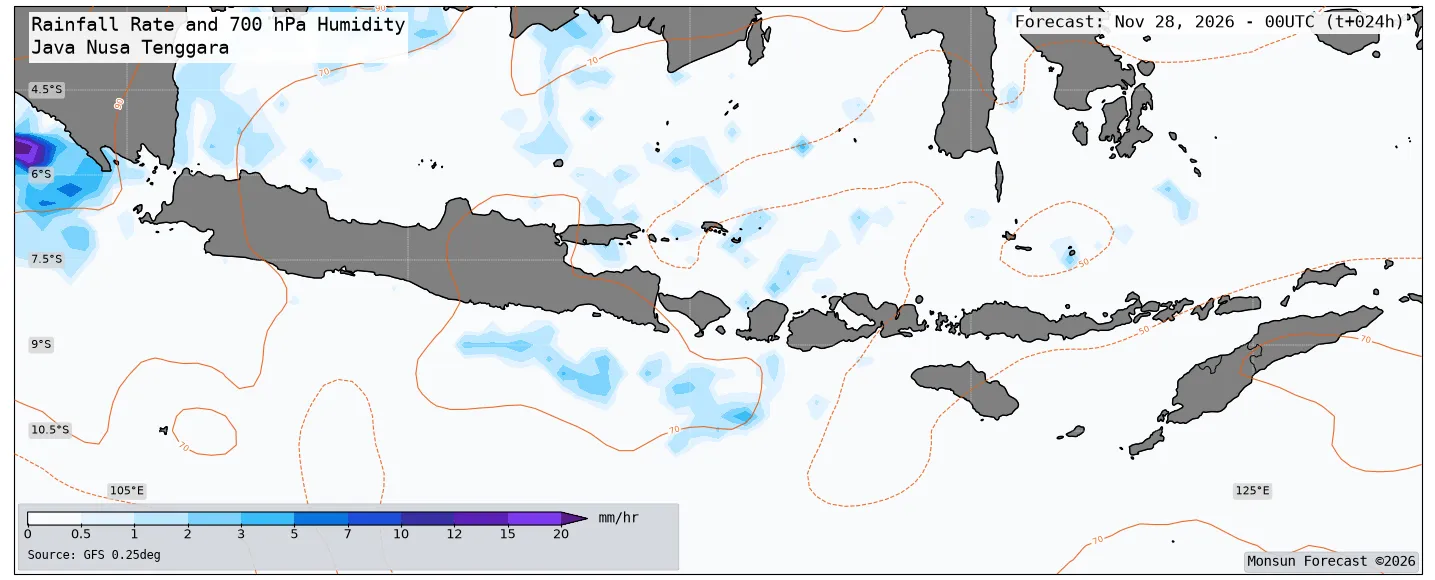 Rainfall Rate and 700 hPa Humidity
Java Nusa Tenggara
Forecast: Nov 28, 2026 - 00UTC (t+024h)
90
70
70
90
4.5°S
6°S
7.5°S
50
50
9°S
70
70
10.5°S
70
105°E
125°E
70
mm/hr
0 0.5 1 2 3 5 7 10 12 15 20
Source: GFS 0.25deg
Monsun Forecast ©2026